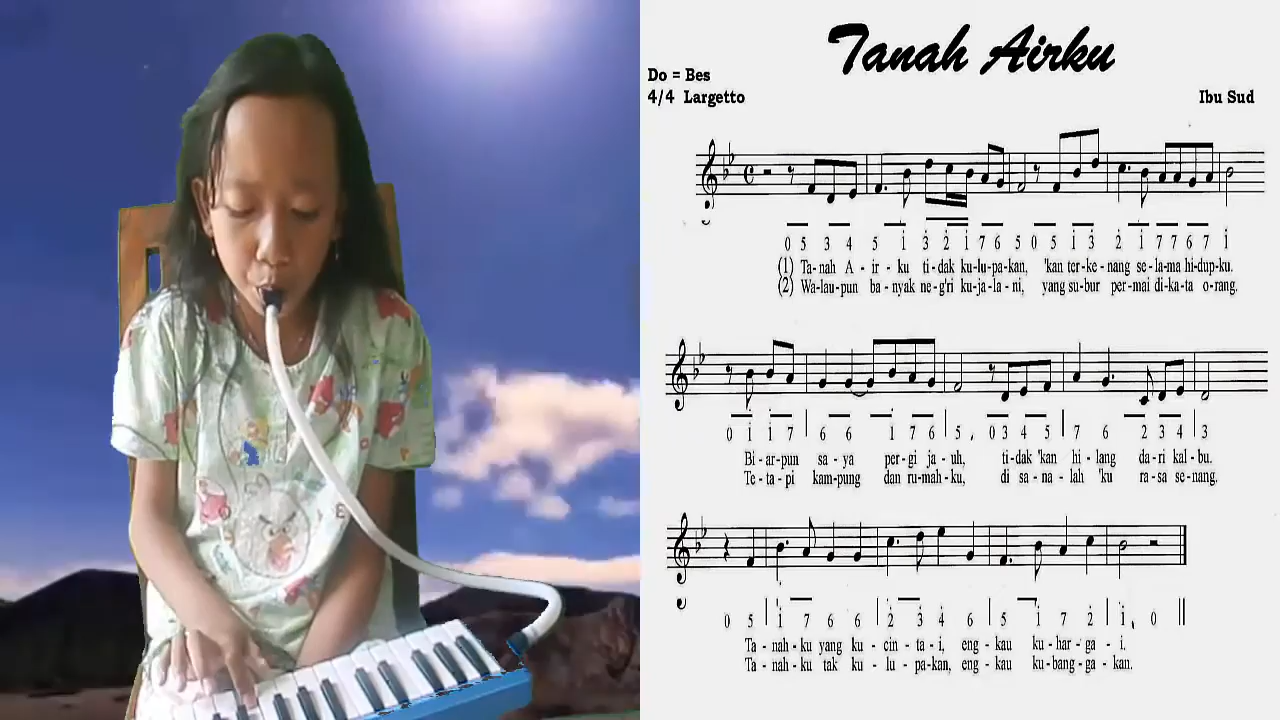 Tanah Airku
Do = Bes
4/4 Largetto
Ibu Sud
0 5 3 4 5 1 3 2 1 7 6 5 0 5 1 3 2 1 7 7 6 7 1
(1) Ta-nah A - ir - ku ti-dak ku-lu-pa-kan, 'kan ter-ke-nang se-la-ma hi-dup-ku.
(2) Wa-lau-pun ba-nyak ne-g'ri ku-ja-la-ni, yang su-bur per-mai di-ka-ta o-rang.
0 1 1 7 | 6 6 1 7 6 | 5 . 0 3 4 5 | 7 6 2 3 4 | 3
Bi - ar-pun sa - ya per-gi ja - uh, ti-dak 'kan hi - lang da - ri kal - bu.
Te - ta - pi kam-pung dan ru-mah-ku, di sa - na - lah 'ku ra-sa se-nang.
0 5 | 1 7 6 6 | 2 3 4 6 | 5 1 7 2 | 1 , 0 ||
Ta - nah - ku yang ku - cin - ta - i, eng - kau ku - har - ga - i.
Ta - nah - ku tak ku - lu - pa-kan, eng - kau ku-bang-ga-kan.